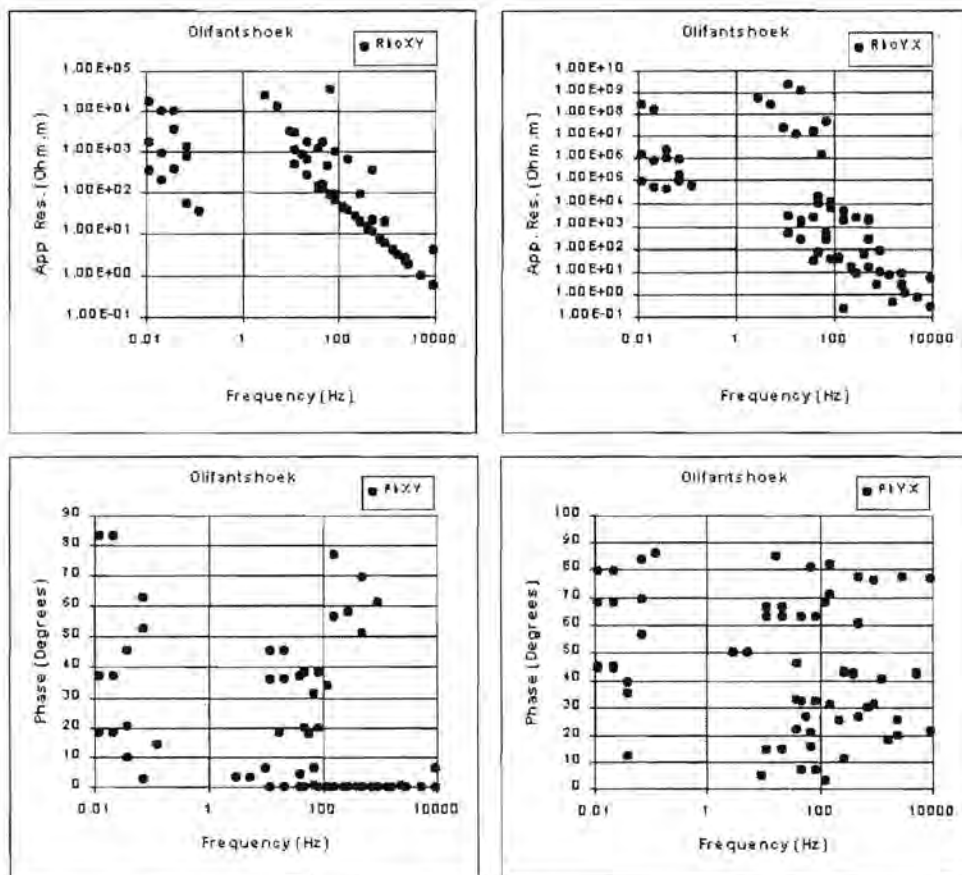 Olifantshoek
RhoXY
1.00E+05
1.00E+04
1.00E+03
1.00E+02
1.00E+01
1.00E+00
1.00E-01
App. Res. (Ohm.m)
0.01 1 100 10000
Frequency (Hz)
Olifantshoek
RhoYX
1.00E+10
1.00E+09
1.00E+08
1.00E+07
1.00E+06
1.00E+05
1.00E+04
1.00E+03
1.00E+02
1.00E+01
1.00E+00
1.00E-01
App. Res. (Ohm.m)
0.01 1 100 10000
Frequency (Hz)
Olifantshoek
PhXY
90
80
70
60
50
40
30
20
10
0
Phase (Degrees)
0.01 1 100 10000
Frequency (Hz)
Olifantshoek
PhYX
100
90
80
70
60
50
40
30
20
10
0
Phase (Degrees)
0.01 1 100 10000
Frequency (Hz)